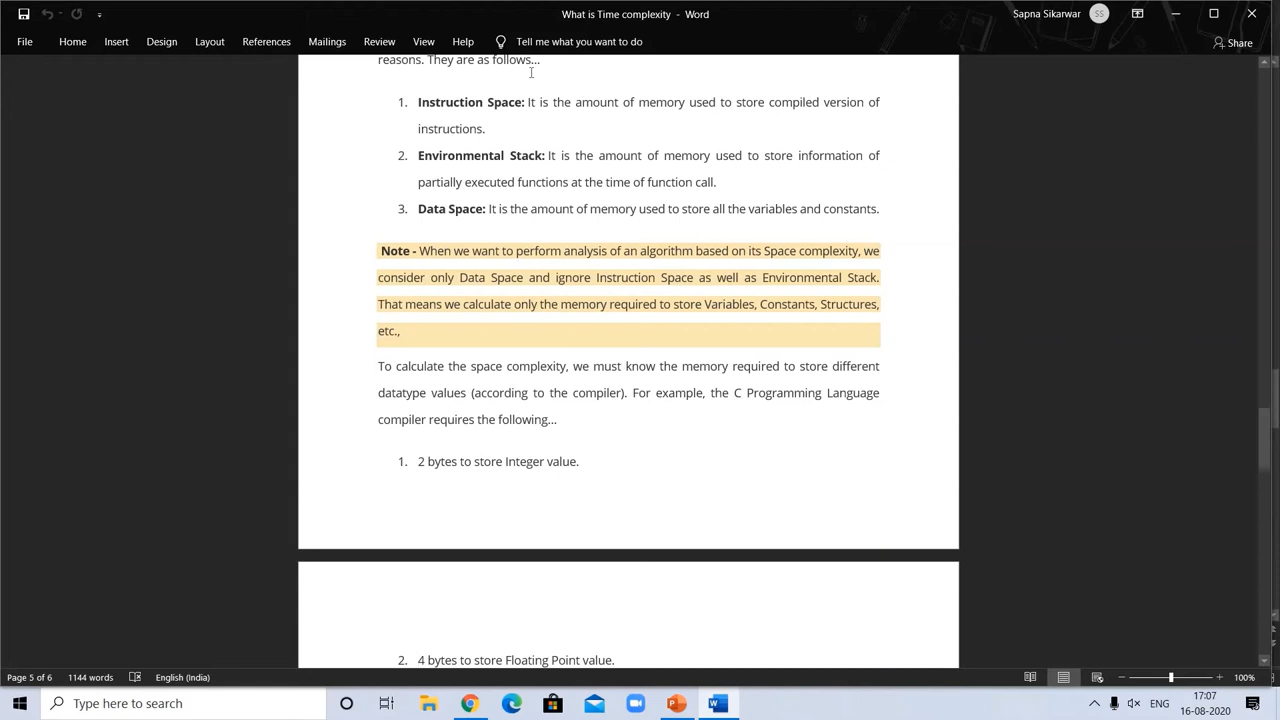 What is Time complexity - Word
Sapna Sikarwar
SS
File Home Insert Design Layout References Mailings Review View Help Tell me what you want to do
Share
reasons. They are as follows...
1. Instruction Space: It is the amount of memory used to store compiled version of
instructions.
2. Environmental Stack: It is the amount of memory used to store information of
partially executed functions at the time of function call.
3. Data Space: It is the amount of memory used to store all the variables and constants.
Note - When we want to perform analysis of an algorithm based on its Space complexity, we
consider only Data Space and ignore Instruction Space as well as Environmental Stack.
That means we calculate only the memory required to store Variables, Constants, Structures,
etc.,
To calculate the space complexity, we must know the memory required to store different
datatype values (according to the compiler). For example, the C Programming Language
compiler requires the following...
1. 2 bytes to store Integer value.
2. 4 bytes to store Floating Point value.
Page 5 of 6 1144 words English (India) 100%
Type here to search
ENG
17:07
16-08-2020